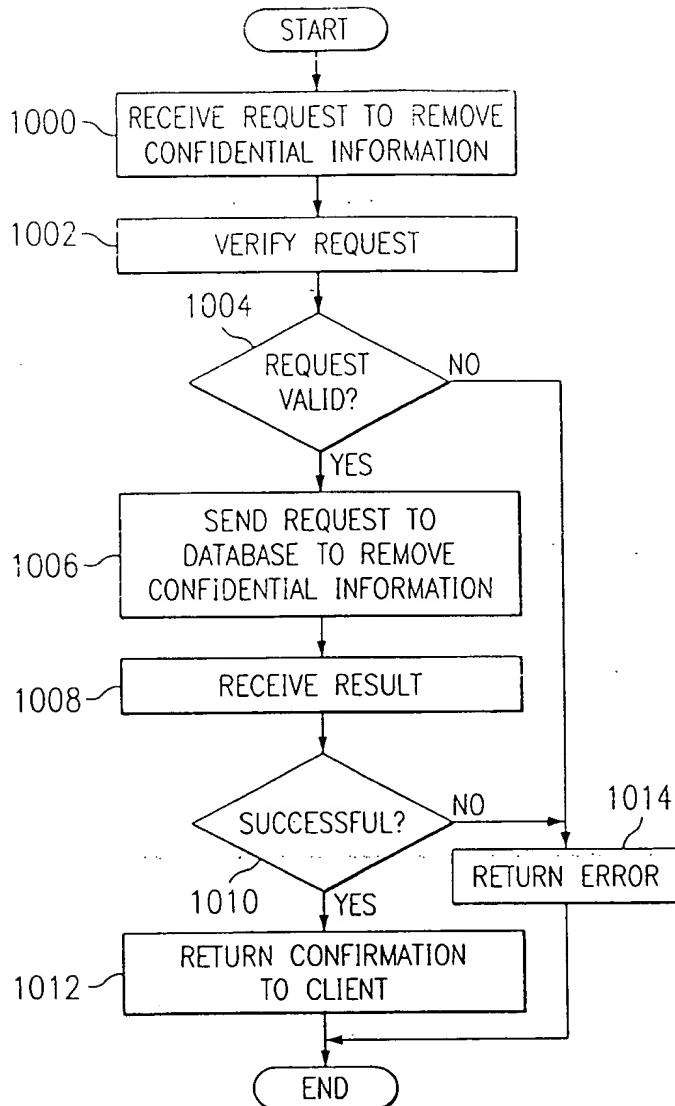 START
1000
RECEIVE REQUEST TO REMOVE
CONFIDENTIAL INFORMATION
1002
VERIFY REQUEST
1004
REQUEST
VALID?
NO
YES
1006
SEND REQUEST TO
DATABASE TO REMOVE
CONFIDENTIAL INFORMATION
1008
RECEIVE RESULT
SUCCESSFUL?
NO
1010
YES
1014
RETURN ERROR
1012
RETURN CONFIRMATION
TO CLIENT
END